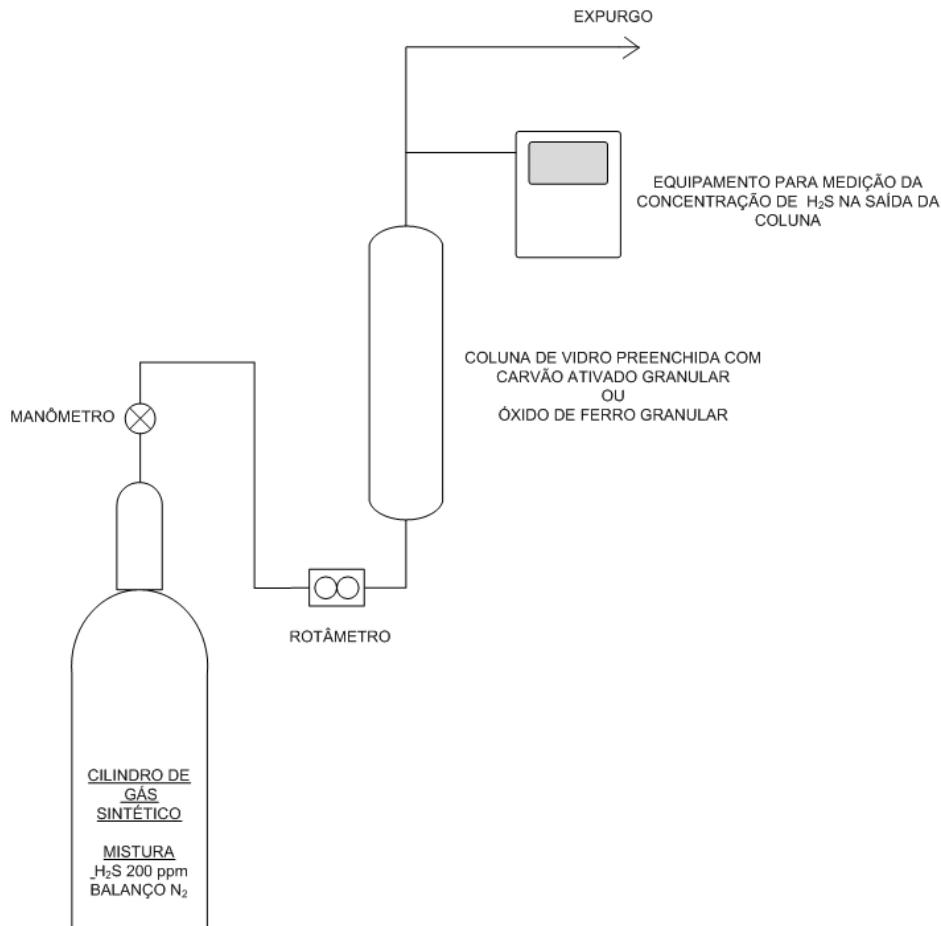 EXPURGO
EQUIPAMENTO PARA MEDIÇÃO DA
CONCENTRAÇÃO DE H₂S NA SAÍDA DA
COLUNA
COLUNA DE VIDRO PREENCHIDA COM
CARVÃO ATIVADO GRANULAR
OU
ÓXIDO DE FERRO GRANULAR
MANÔMETRO
ROTÂMETRO
CILINDRO DE
GÁS
SINTÉTICO
MISTURA
H₂S 200 ppm
BALANÇO N₂